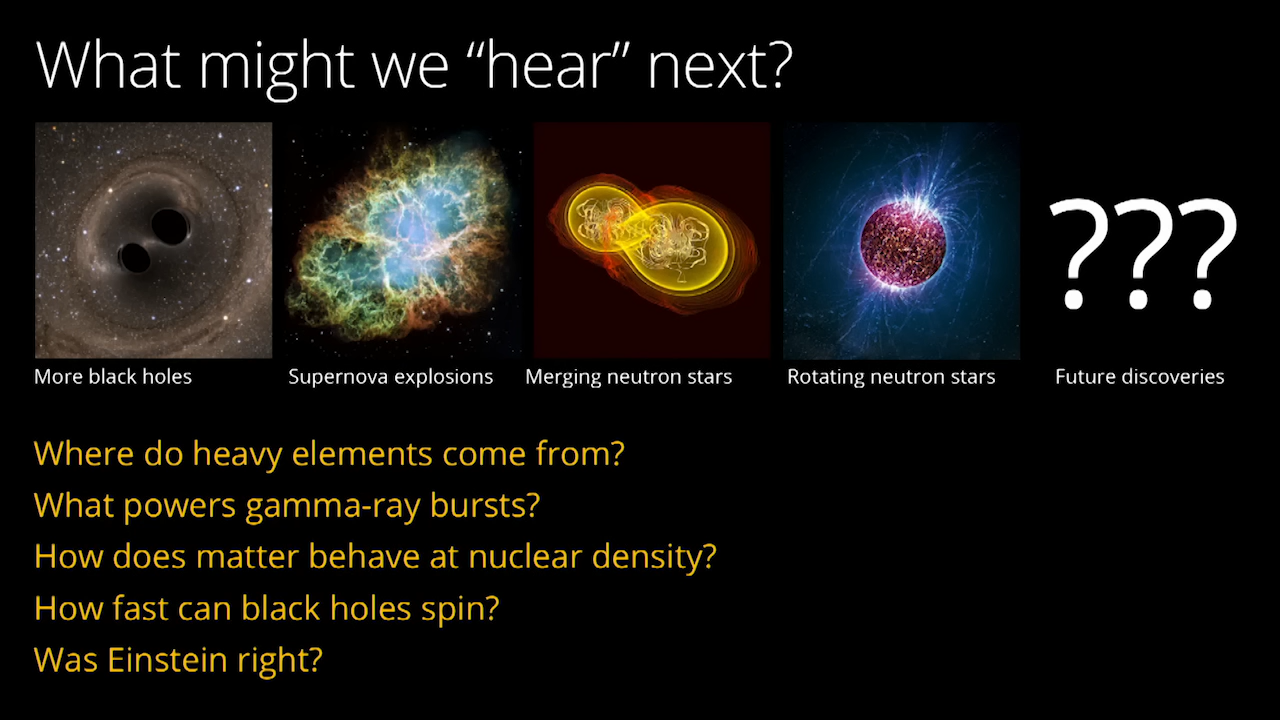 What might we “hear” next?
More black holes
Supernova explosions
Merging neutron stars
Rotating neutron stars
???
Future discoveries
Where do heavy elements come from?
What powers gamma-ray bursts?
How does matter behave at nuclear density?
How fast can black holes spin?
Was Einstein right?